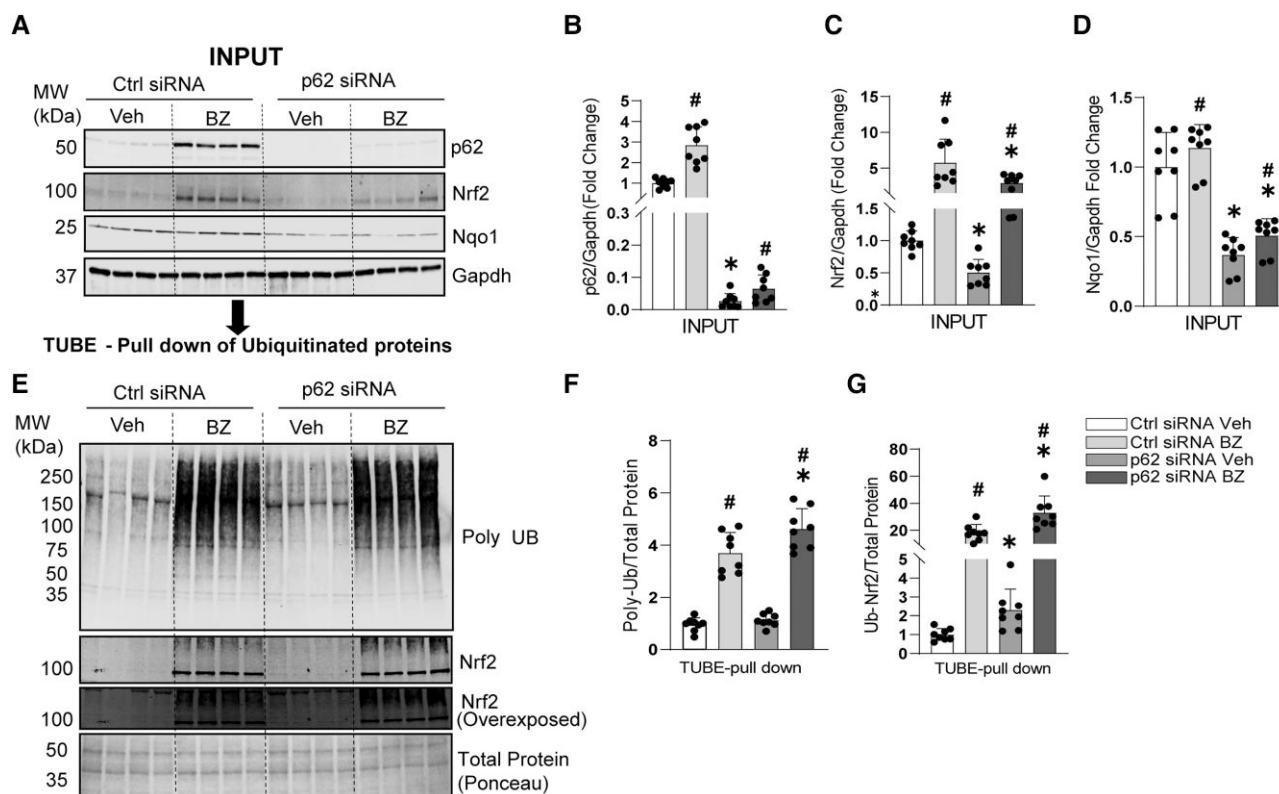 A
INPUT
Ctrl siRNA
p62 siRNA
MW
(kDa)
Veh
BZ
Veh
BZ
50
p62
100
Nrf2
25
Nqo1
37
Gapdh
TUBE - Pull down of Ubiquitinated proteins
B
p62/Gapdh (Fold Change)
5
4
3
2
1
0.3
0.2
0.1
0.0
#
*
#
INPUT
C
Nrf2/Gapdh (Fold Change)
15
10
5
1.5
1.0
0.5
0.0
*
#
*
#
*
INPUT
D
Nqo1/Gapdh Fold Change
1.5
1.0
0.5
0.0
#
*
#
*
INPUT
E
Ctrl siRNA
p62 siRNA
MW
(kDa)
Veh
BZ
Veh
BZ
250
150
100
75
50
35
Poly UB
100
Nrf2
100
Nrf2
(Overexposed)
50
35
Total Protein
(Ponceau)
F
Poly-Ub/Total Protein
8
6
4
2
0
#
#
*
TUBE-pull down
G
Ub-Nrf2/Total Protein
80
60
40
20
5
4
3
2
1
0
#
*
#
*
TUBE-pull down
Ctrl siRNA Veh
Ctrl siRNA BZ
p62 siRNA Veh
p62 siRNA BZ